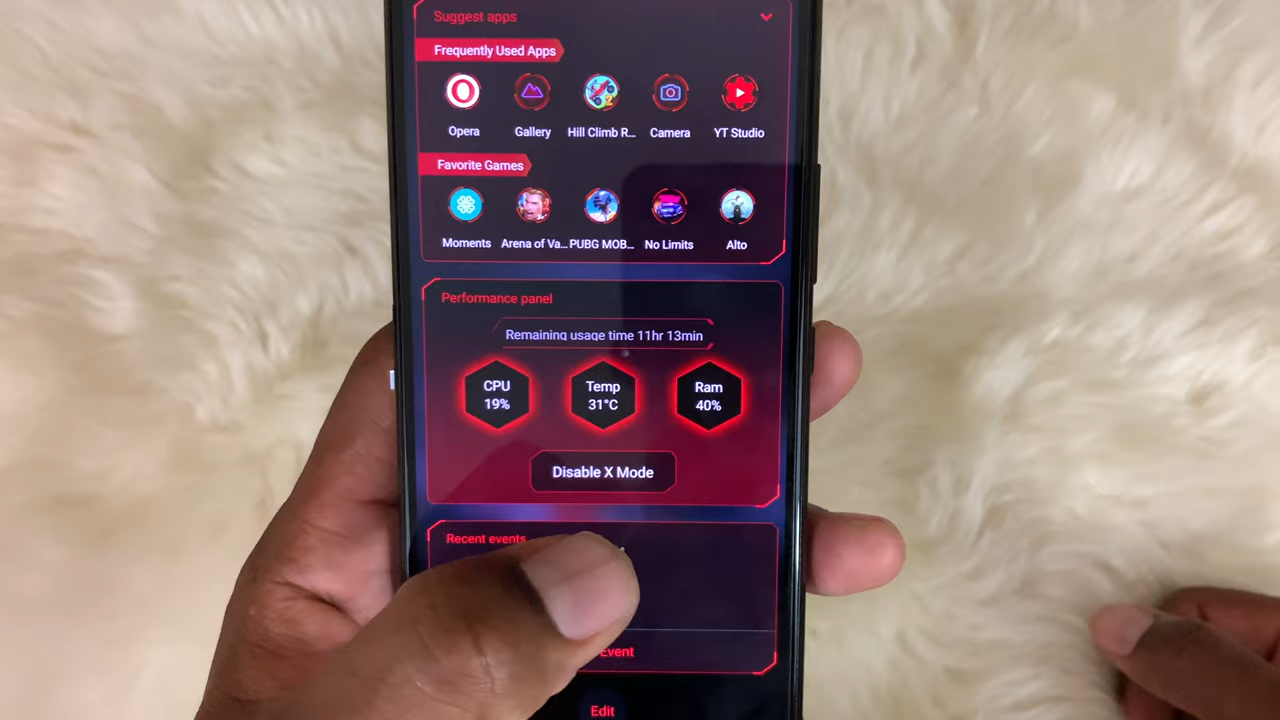 Suggest apps
Frequently Used Apps
Opera Gallery Hill Climb R... Camera YT Studio
Favorite Games
Moments Arena of Va... PUBG MOB... No Limits Alto
Performance panel
Remaining usage time 11hr 13min
CPU Temp Ram
19% 31°C 40%
Disable X Mode
Recent events
Event
Edit